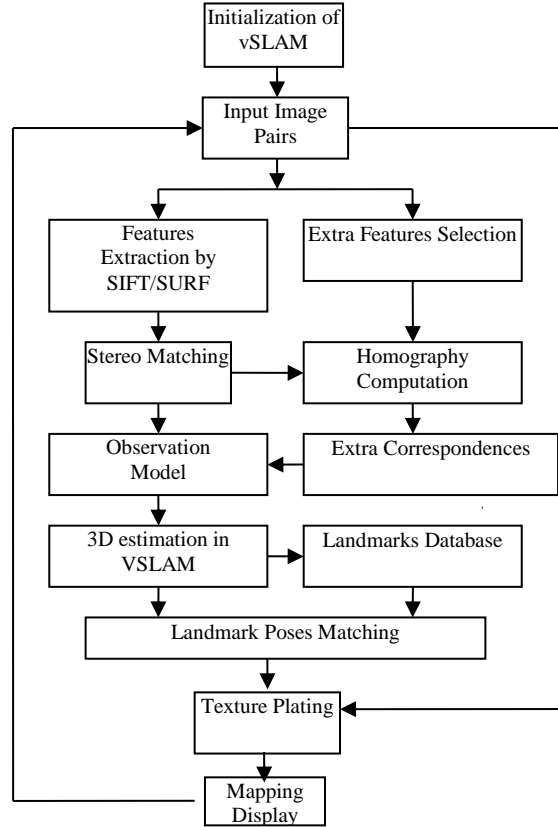 Initialization of
vSLAM
Input Image
Pairs
Features
Extraction by
SIFT/SURF
Extra Features Selection
Stereo Matching
Homography
Computation
Observation
Model
Extra Correspondences
3D estimation in
VSLAM
Landmarks Database
Landmark Poses Matching
Texture Plating
Mapping
Display